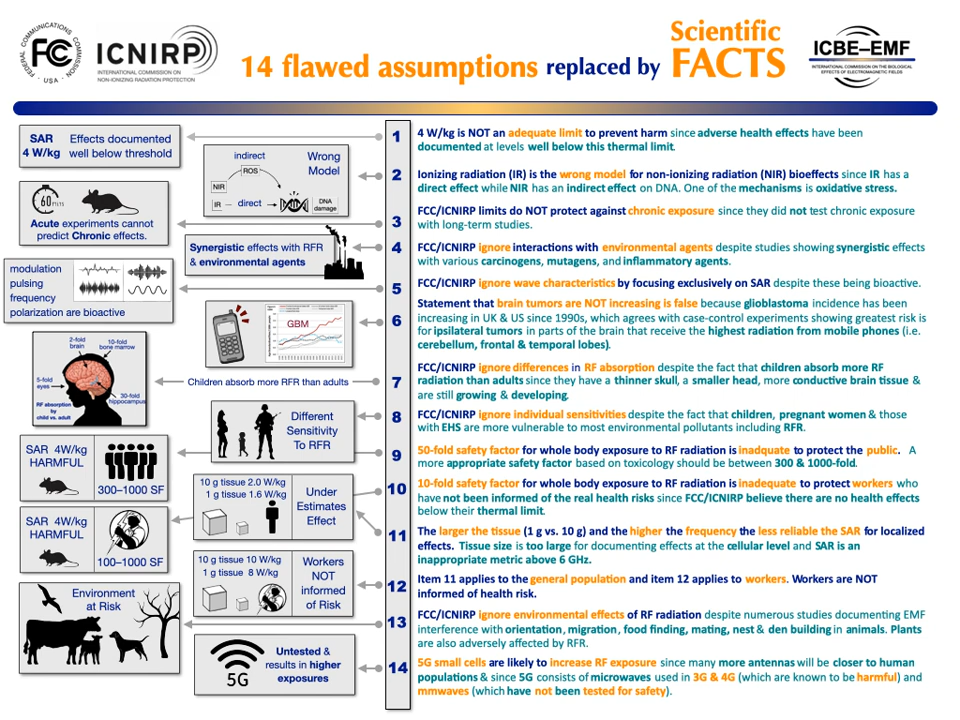 FEDERAL COMMUNICATIONS COMMISSION
FC
USA
ICNIRP
INTERNATIONAL COMMISSION ON
NON-IONIZING RADIATION PROTECTION
14 flawed assumptions replaced by
Scientific
FACTS
ICBE–EMF
INTERNATIONAL COMMISSION ON THE BIOLOGICAL
EFFECTS OF ELECTROMAGNETIC FIELDS
SAR Effects documented
4 W/kg well below threshold
1
4 W/kg is NOT an adequate limit to prevent harm since adverse health effects have been
documented at levels well below this thermal limit.
indirect
ROS
NIR
IR
direct
DNA
damage
Wrong
Model
2
Ionizing radiation (IR) is the wrong model for non-ionizing radiation (NIR) bioeffects since IR has a
direct effect while NIR has an indirect effect on DNA. One of the mechanisms is oxidative stress.
60 mins
Acute experiments cannot
predict Chronic effects.
3
FCC/ICNIRP limits do NOT protect against chronic exposure since they did not test chronic exposure
with long-term studies.
Synergistic effects with RFR
& environmental agents
4
FCC/ICNIRP ignore interactions with environmental agents despite studies showing synergistic effects
with various carcinogens, mutagens, and inflammatory agents.
modulation
pulsing
frequency
polarization are bioactive
5
FCC/ICNIRP ignore wave characteristics by focusing exclusively on SAR despite these being bioactive.
GBM
6
Statement that brain tumors are NOT increasing is false because glioblastoma incidence has been
increasing in UK & US since 1990s, which agrees with case-control experiments showing greatest risk is
for ipsilateral tumors in parts of the brain that receive the highest radiation from mobile phones (i.e.
cerebellum, frontal & temporal lobes).
2-fold
brain
10-fold
bone marrow
5-fold
eyes
30-fold
hippocampus
RF absorption
by
child vs. adult
Children absorb more RFR than adults
7
FCC/ICNIRP ignore differences in RF absorption despite the fact that children absorb more RF
radiation than adults since they have a thinner skull, a smaller head, more conductive brain tissue &
are still growing & developing.
Different
Sensitivity
To RFR
8
FCC/ICNIRP ignore individual sensitivities despite the fact that children, pregnant women & those
with EHS are more vulnerable to most environmental pollutants including RFR.
SAR 4W/kg
HARMFUL
300–1000 SF
9
50-fold safety factor for whole body exposure to RF radiation is inadquate to protect the public. A
more appropriate safety factor based on toxicology should be between 300 & 1000-fold.
10 g tissue 2.0 W/kg
1 g tissue 1.6 W/kg
Under
Estimates
Effect
10
10-fold safety factor for whole body exposure to RF radiation is inadequate to protect workers who
have not been informed of the real health risks since FCC/ICNIRP believe there are no health effects
below their thermal limit.
SAR 4W/kg
HARMFUL
100–1000 SF
11
The larger the tissue (1 g vs. 10 g) and the higher the frequency the less reliable the SAR for localized
effects. Tissue size is too large for documenting effects at the cellular level and SAR is an
inappropriate metric above 6 GHz.
10 g tissue 10 W/kg
1 g tissue 8 W/kg
Workers
NOT
informed
of Risk
12
Item 11 applies to the general population and item 12 applies to workers. Workers are NOT
informed of health risk.
Environment
at Risk
13
FCC/ICNIRP ignore environmental effects of RF radiation despite numerous studies documenting EMF
interference with orientation, migration, food finding, mating, nest & den building in animals. Plants
are also adversely affected by RFR.
5G
Untested &
results in higher
exposures
14
5G small cells are likely to increase RF exposure since many more antennas will be closer to human
populations & since 5G consists of microwaves used in 3G & 4G (which are known to be harmful) and
mmwaves (which have not been tested for safety).